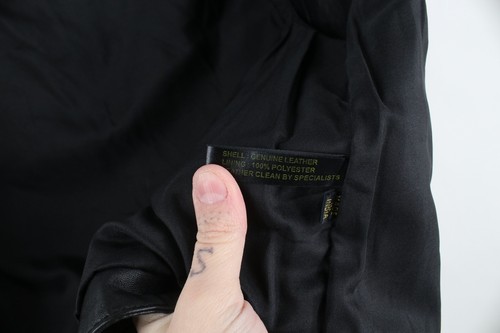 SHELL: GENUINE LEATHER
LINING: 100% POLYESTER
LEATHER CLEAN BY SPECIALISTS